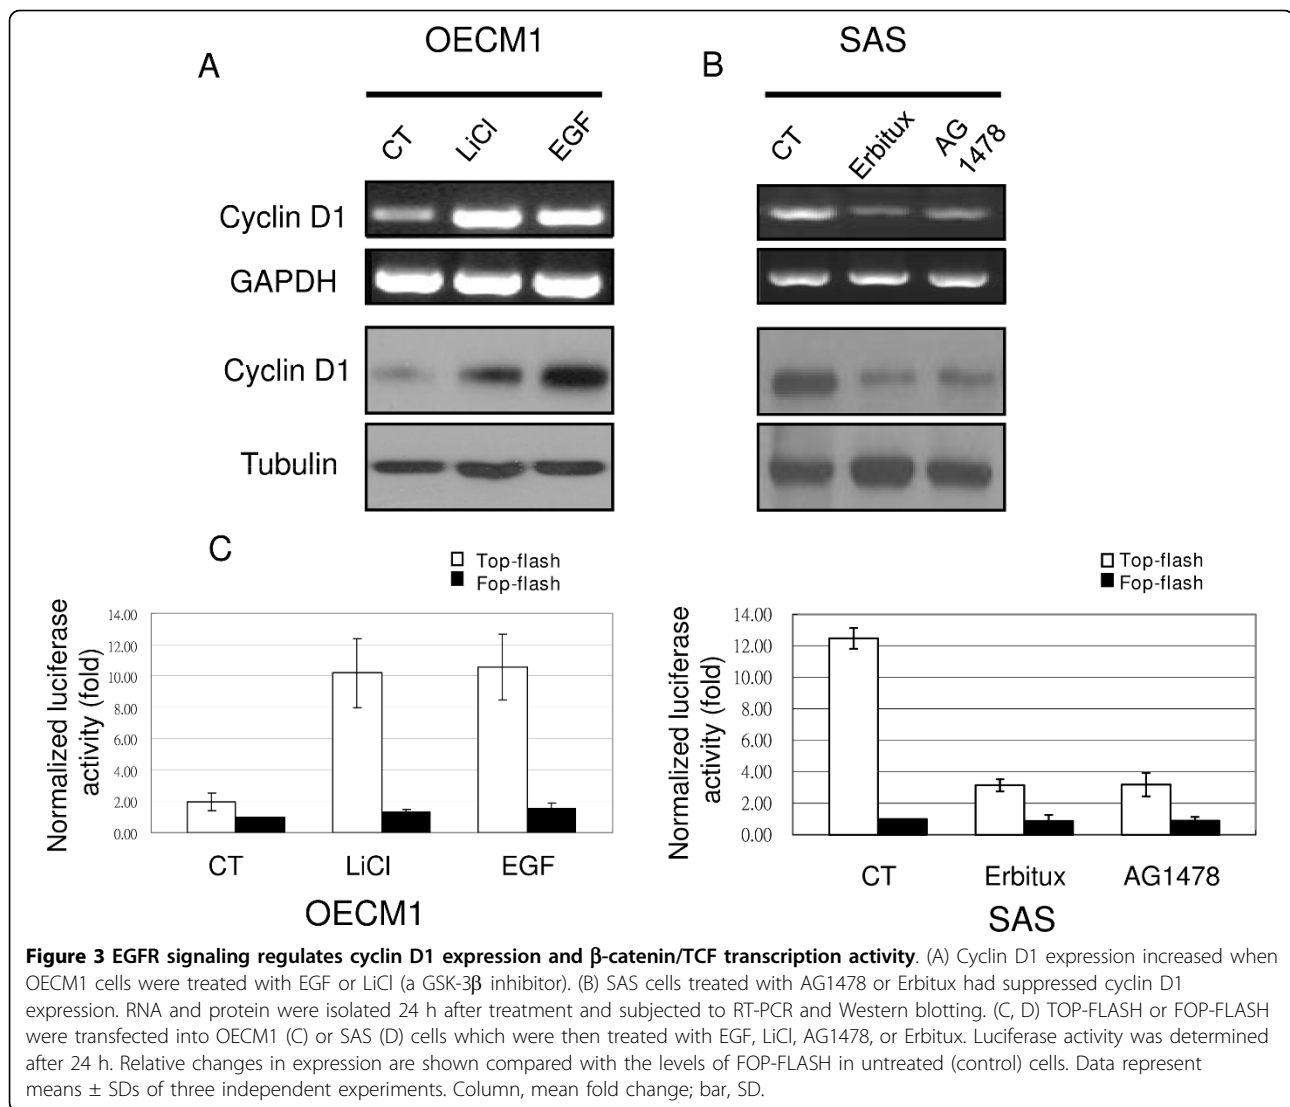 OECM1
SAS
A
B
CT
LiCl
EGF
CT
Erbitux
AG
1478
Cyclin D1
GAPDH
Cyclin D1
Tubulin
C
Top-flash
Fop-flash
Top-flash
Fop-flash
Normalized luciferase
activity (fold)
14.00
12.00
10.00
8.00
6.00
4.00
2.00
0.00
CT
LiCl
EGF
OECM1
Normalized luciferase
activity (fold)
14.00
12.00
10.00
8.00
6.00
4.00
2.00
0.00
CT
Erbitux
AG1478
SAS
Figure 3 EGFR signaling regulates cyclin D1 expression and β-catenin/TCF transcription activity. (A) Cyclin D1 expression increased when
OECM1 cells were treated with EGF or LiCl (a GSK-3β inhibitor). (B) SAS cells treated with AG1478 or Erbitux had suppressed cyclin D1
expression. RNA and protein were isolated 24 h after treatment and subjected to RT-PCR and Western blotting. (C, D) TOP-FLASH or FOP-FLASH
were transfected into OECM1 (C) or SAS (D) cells which were then treated with EGF, LiCl, AG1478, or Erbitux. Luciferase activity was determined
after 24 h. Relative changes in expression are shown compared with the levels of FOP-FLASH in untreated (control) cells. Data represent
means ± SDs of three independent experiments. Column, mean fold change; bar, SD.